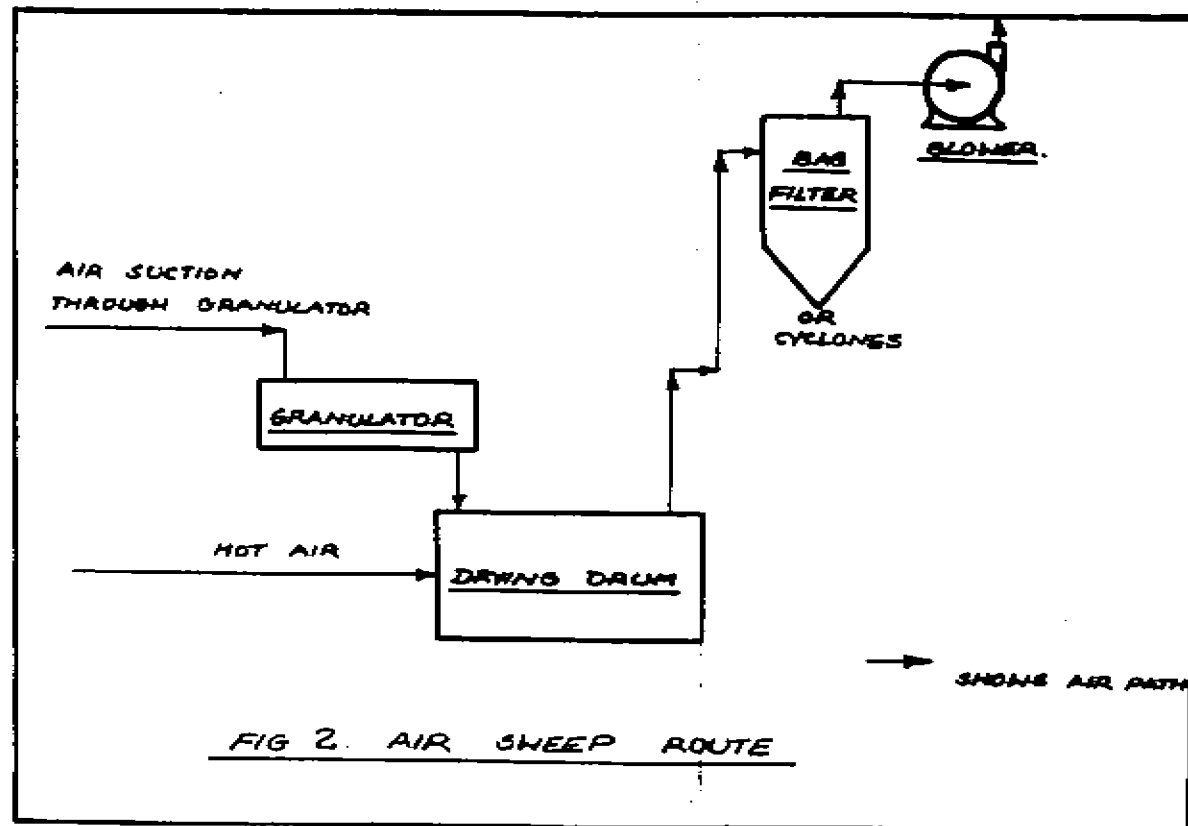 BLOWER.
BAG
FILTER
OR
CYCLONES
AIR SUCTION
THROUGH GRANULATOR
GRANULATOR
HOT AIR
DRYING DRUM
SHOWS AIR PATH
FIG 2. AIR SWEEP ROUTE